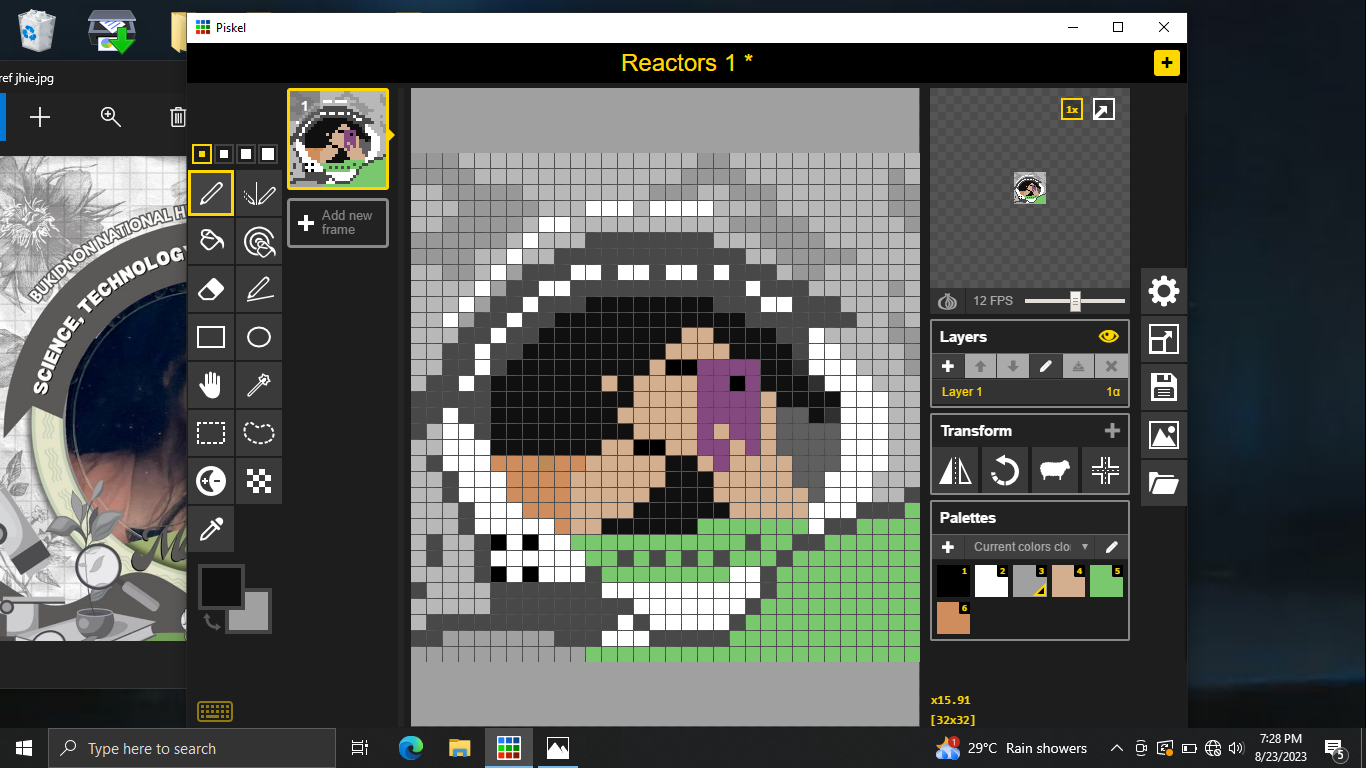 Piskel
Reactors 1 *
ref jhie.jpg
BUKIDNON NATIONAL H
SCIENCE, TECHNOLOGY
1
Add new
frame
1x
12 FPS
Layers
Layer 1
1α
Transform
Palettes
Current colors clo
1
2
3
4
5
6
x15.91
[32x32]
Type here to search
1
29°C Rain showers
7:28 PM
8/23/2023
5